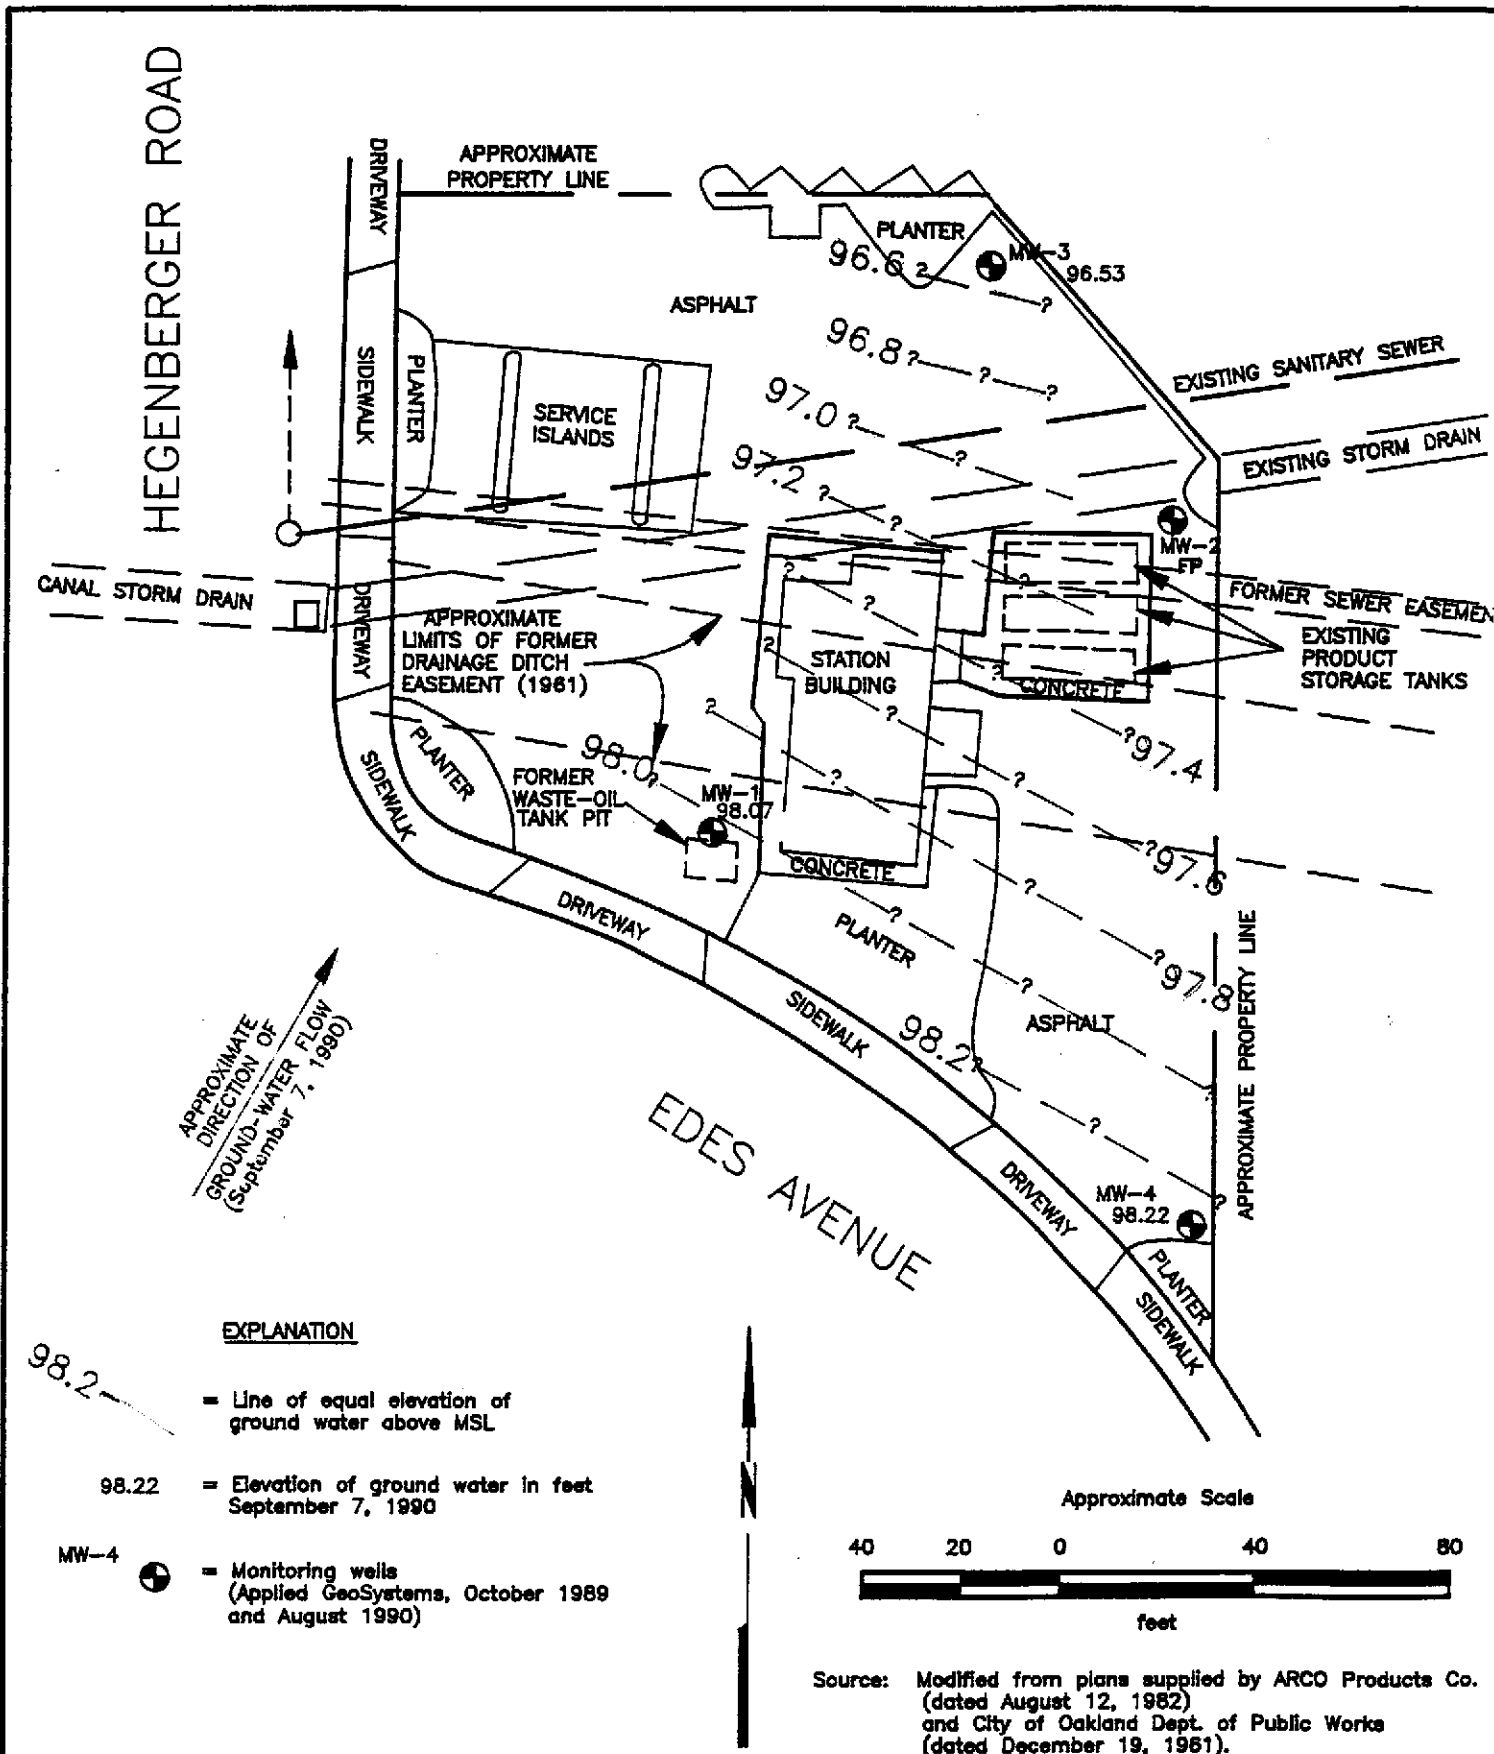 HEGENBERGER ROAD
DRIVEWAY
APPROXIMATE
PROPERTY LINE
PLANTER
96.6
MW-3
96.53
ASPHALT
96.8
SIDEWALK
PLANTER
SERVICE
ISLANDS
97.0
97.2
EXISTING SANITARY SEWER
EXISTING STORM DRAIN
MW-2
FP
CANAL STORM DRAIN
DRIVEWAY
APPROXIMATE
LIMITS OF FORMER
DRAINAGE DITCH
EASEMENT (1961)
STATION
BUILDING
CONCRETE
FORMER SEWER EASEMEN
EXISTING
PRODUCT
STORAGE TANKS
97.4
SIDEWALK
PLANTER
98.0
FORMER
WASTE-OIL
TANK PIT
MW-1
98.07
CONCRETE
97.6
DRIVEWAY
PLANTER
97.8
APPROXIMATE PROPERTY LINE
SIDEWALK
98.2
ASPHALT
APPROXIMATE
DIRECTION OF
GROUND-WATER FLOW
(September 7, 1990)
EDES AVENUE
DRIVEWAY
MW-4
98.22
PLANTER
SIDEWALK
EXPLANATION
98.2
= Line of equal elevation of
ground water above MSL
98.22 = Elevation of ground water in feet
September 7, 1990
MW-4 = Monitoring wells
(Applied GeoSystems, October 1989
and August 1990)
N
Approximate Scale
40 20 0 40 80
feet
Source: Modified from plans supplied by ARCO Products Co.
(dated August 12, 1982)
and City of Oakland Dept. of Public Works
(dated December 19, 1961).